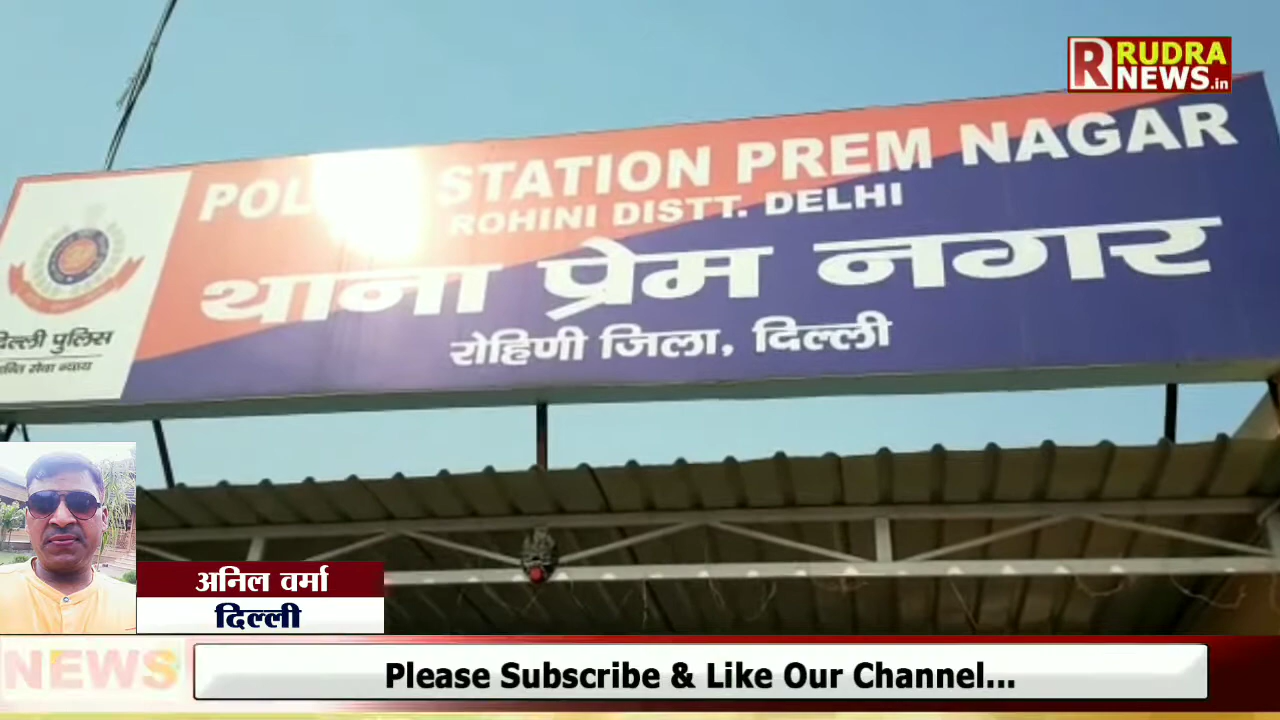 R RUDRA
NEWS.in
STATION PREM NAGAR
ROHINI DISTT. DELHI
थाना प्रेम नगर
रोहिणी जिला, दिल्ली
पुलिस
सेवा न्याय
अनिल वर्मा
दिल्ली
NEWS
Please Subscribe & Like Our Channel...